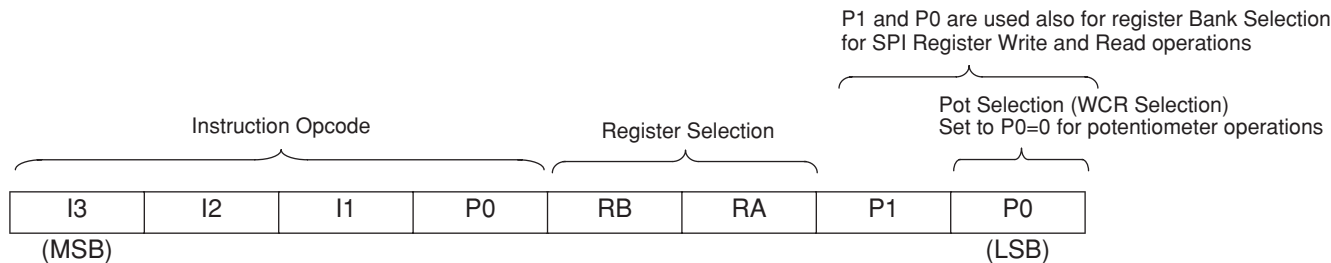 P1 and P0 are used also for register Bank Selection
for SPI Register Write and Read operations
Pot Selection (WCR Selection)
Set to P0=0 for potentiometer operations
Instruction Opcode
Register Selection
I3 I2 I1 P0 RB RA P1 P0
(MSB) (LSB)